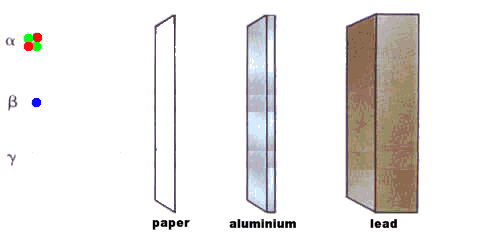 α
β
γ
paper
aluminium
lead